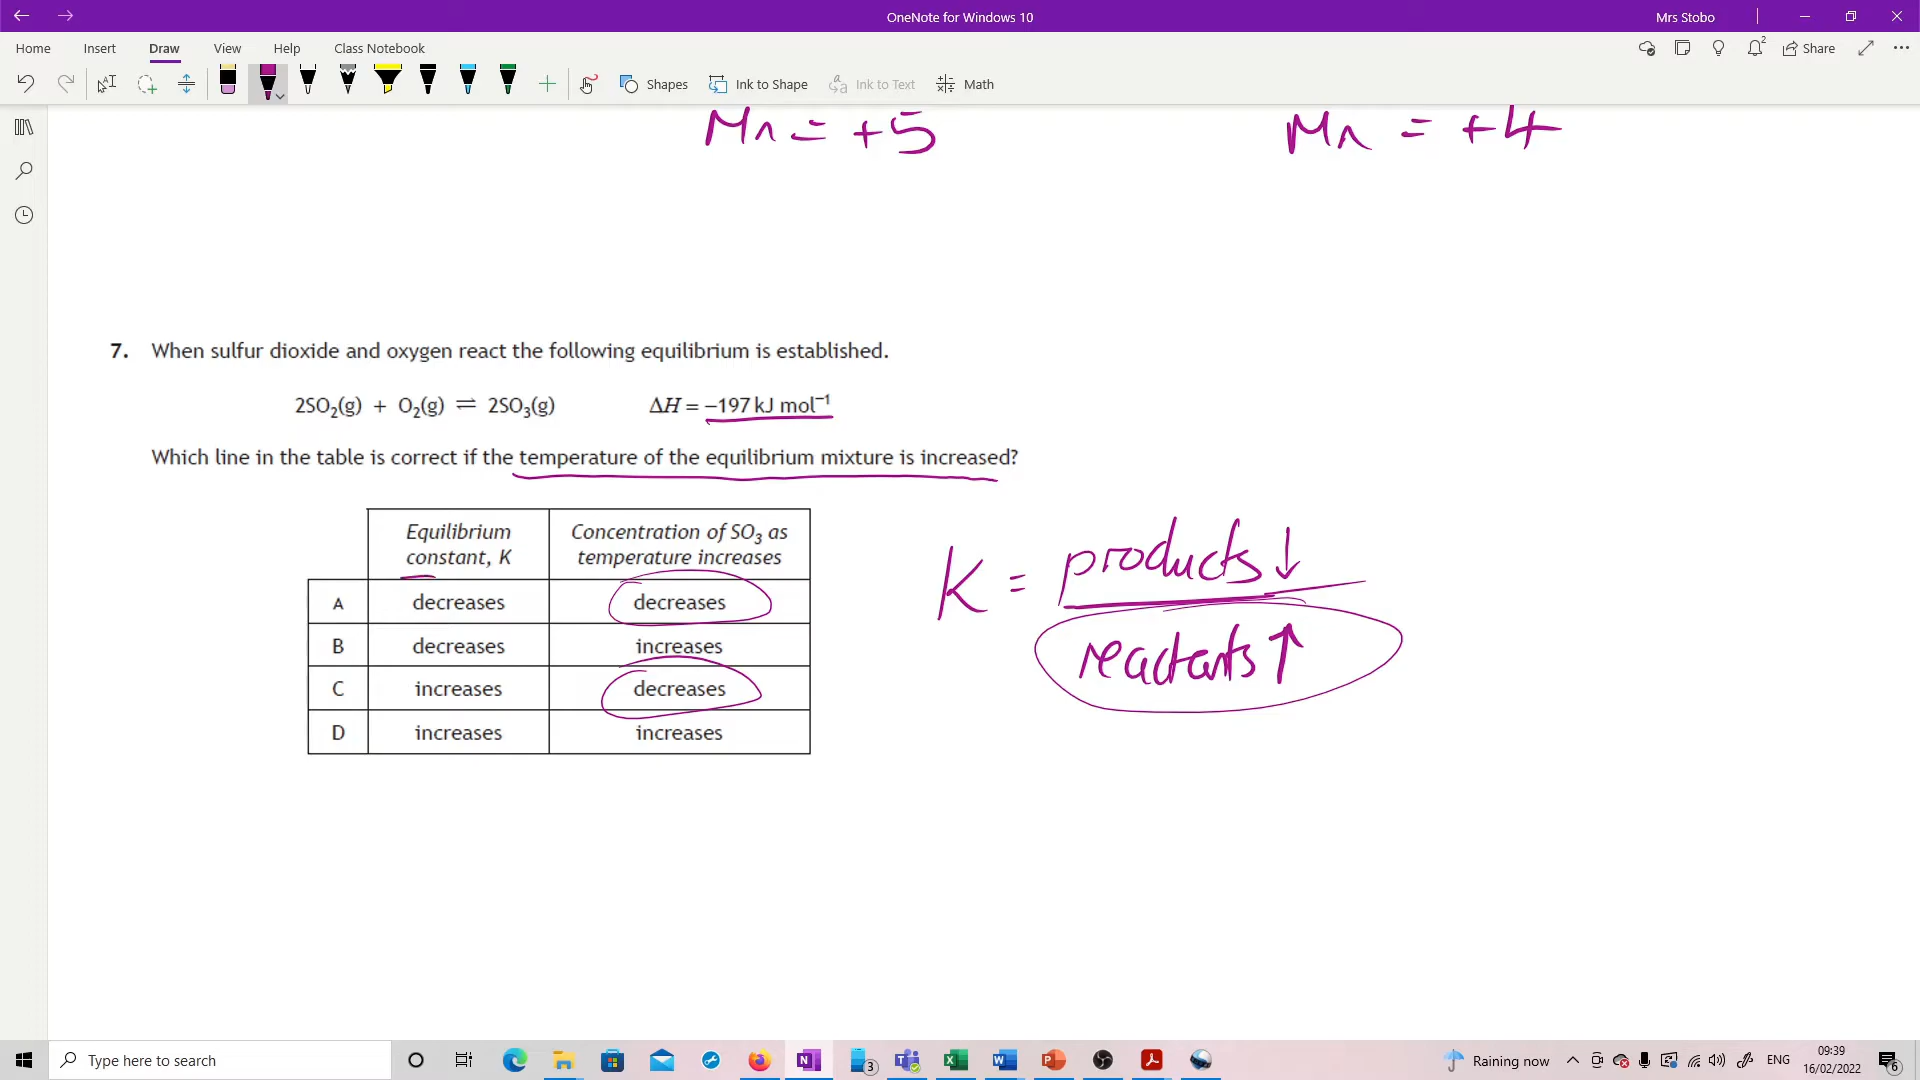 OneNote for Windows 10
Mrs Stobo
Home Insert Draw View Help Class Notebook
2
Share
Shapes
Ink to Shape
Ink to Text
Math
Mn = +5
Mn = +4
7. When sulfur dioxide and oxygen react the following equilibrium is established.
2SO₂(g) + O₂(g) ⇌ 2SO₃(g) ΔH = −197 kJ mol⁻¹
Which line in the table is correct if the temperature of the equilibrium mixture is increased?
Equilibrium constant, K
Concentration of SO₃ as temperature increases
A decreases decreases
B decreases increases
C increases decreases
D increases increases
K = products ↓
reactants ↑
Type here to search
3
Raining now
ENG
09:39
16/02/2022
6